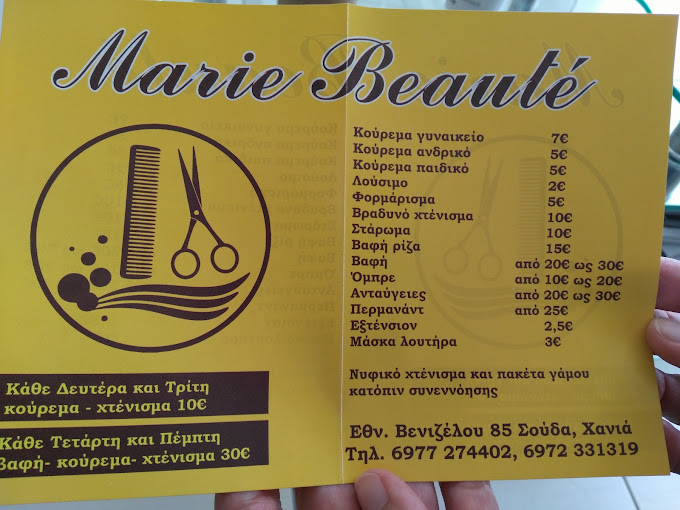 Marie Beauté
Κάθε Δευτέρα και Τρίτη
κούρεμα - χτένισμα 10€
Κάθε Τετάρτη και Πέμπτη
βαφή- κούρεμα- χτένισμα 30€
Κούρεμα γυναικείο 7€
Κούρεμα ανδρικό 5€
Κούρεμα παιδικό 5€
Λούσιμο 2€
Φορμάρισμα 5€
Βραδυνό χτένισμα 10€
Στάρωμα 10€
Βαφή ρίζα 15€
Βαφή από 20€ ως 30€
Όμπρε από 10€ ως 20€
Ανταύγειες από 20€ ως 30€
Περμανάντ από 25€
Εξτένσιον 2,5€
Μάσκα λουτήρα 3€
Νυφικό χτένισμα και πακέτα γάμου
κατόπιν συνεννόησης
Εθν. Βενιζέλου 85 Σούδα, Χανιά
Τηλ. 6977 274402, 6972 331319